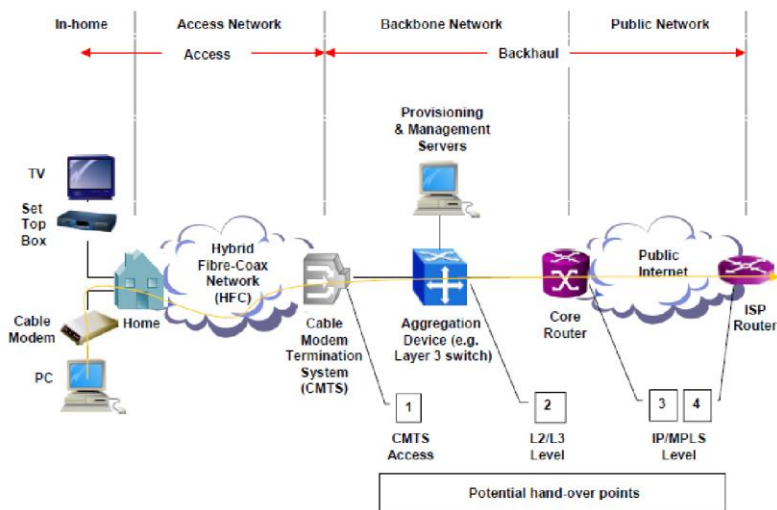 In-home
Access Network
Backbone Network
Public Network
Access
Backhaul
Provisioning
& Management
Servers
TV
Set
Top
Box
Hybrid
Fibre-Coax
Network
(HFC)
Public
Internet
Cable
Modem
Home
Cable
Modem
Termination
System
(CMTS)
Aggregation
Device (e.g.
Layer 3 switch)
Core
Router
ISP
Router
PC
1
2
3
4
CMTS
Access
L2/L3
Level
IP/MPLS
Level
Potential hand-over points